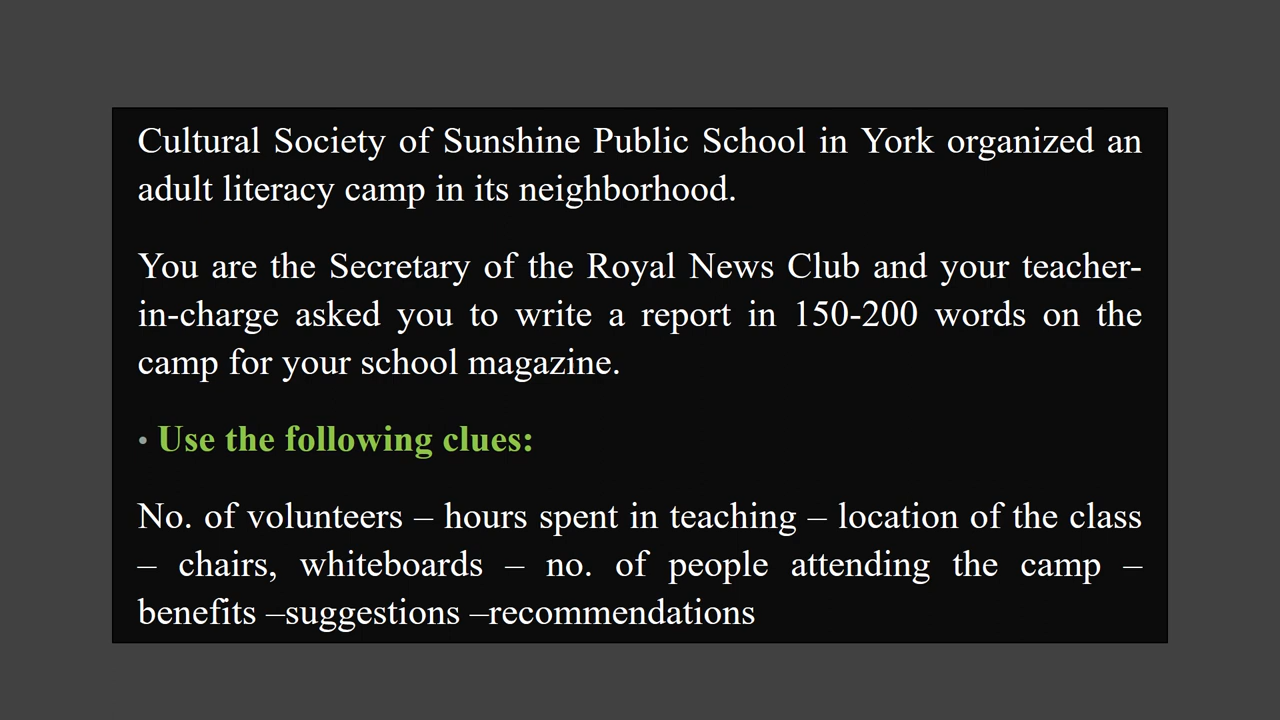 Cultural Society of Sunshine Public School in York organized an
adult literacy camp in its neighborhood.
You are the Secretary of the Royal News Club and your teacher-
in-charge asked you to write a report in 150-200 words on the
camp for your school magazine.
• Use the following clues:
No. of volunteers – hours spent in teaching – location of the class
– chairs, whiteboards – no. of people attending the camp –
benefits –suggestions –recommendations